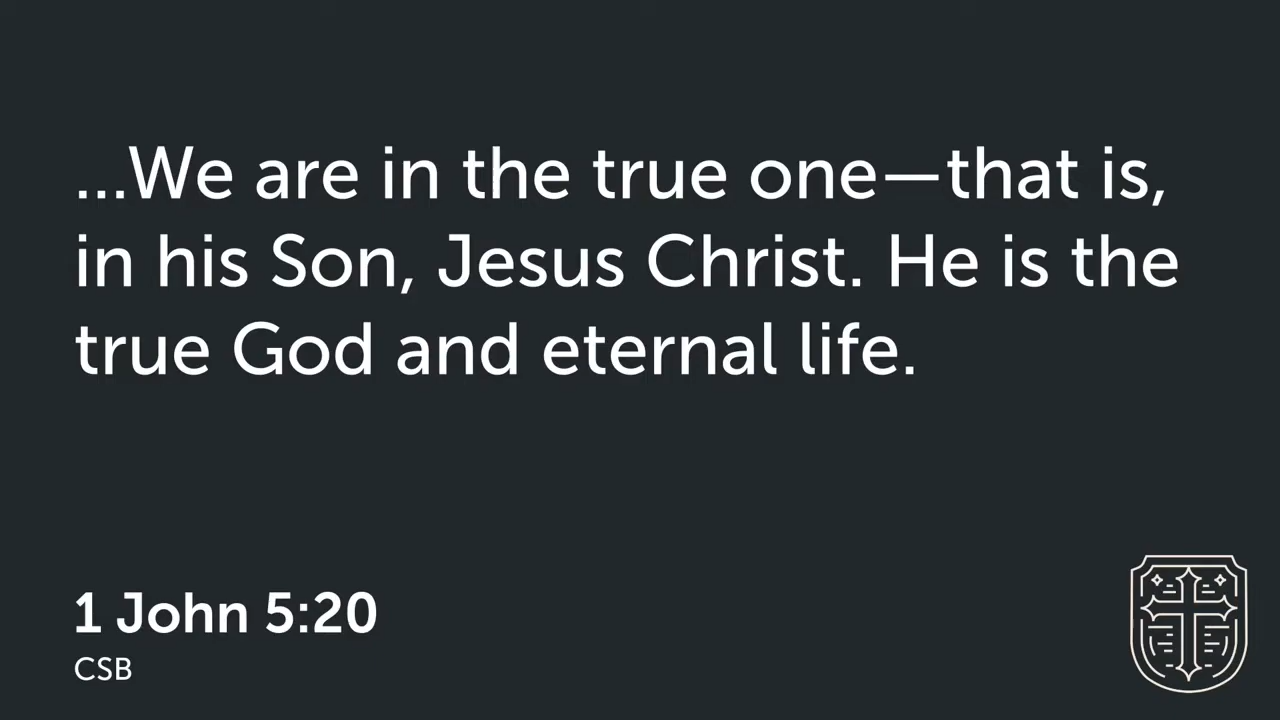 ...We are in the true one—that is,
in his Son, Jesus Christ. He is the
true God and eternal life.
1 John 5:20
CSB